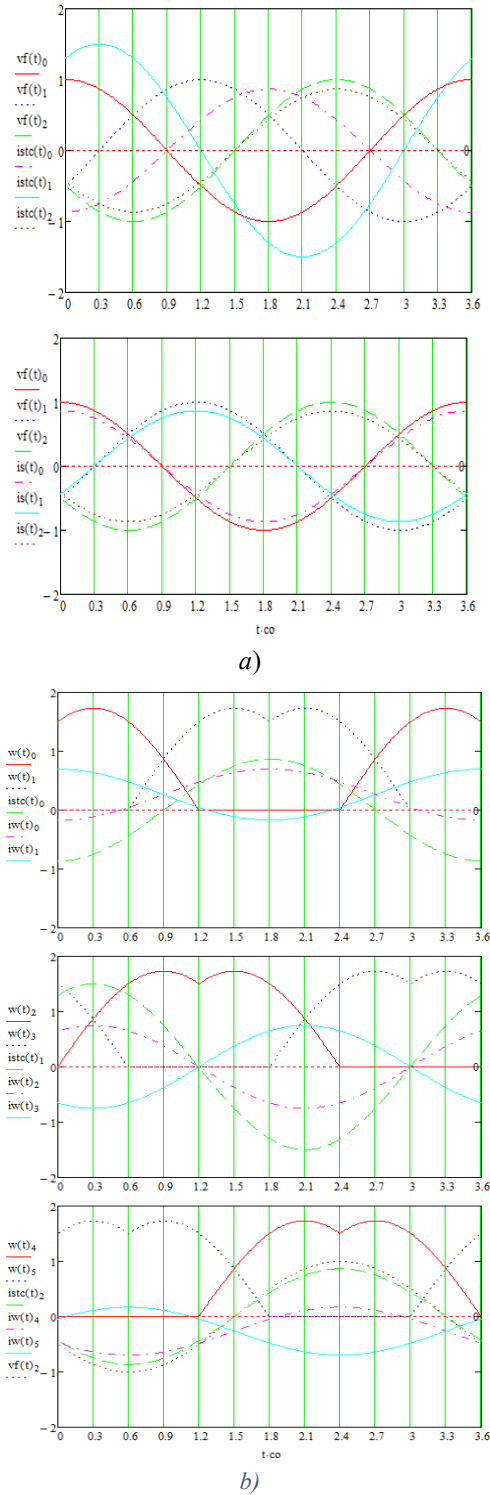 2
vf(t)₀
vf(t)₁
1
vf(t)₂
istc(t)₀
0
0
istc(t)₁
istc(t)₂
−1
−2
0 0.3 0.6 0.9 1.2 1.5 1.8 2.1 2.4 2.7 3 3.3 3.6
2
vf(t)₀
vf(t)₁
1
vf(t)₂
is(t)₀
0
0
is(t)₁
is(t)₂
−1
−2
0 0.3 0.6 0.9 1.2 1.5 1.8 2.1 2.4 2.7 3 3.3 3.6
t·co
a)
2
w(t)₀
w(t)₁
1
istc(t)₀
iw(t)₀
0
0
iw(t)₁
−1
−2
0 0.3 0.6 0.9 1.2 1.5 1.8 2.1 2.4 2.7 3 3.3 3.6
2
w(t)₂
w(t)₃
1
istc(t)₁
iw(t)₂
0
0
iw(t)₃
−1
−2
0 0.3 0.6 0.9 1.2 1.5 1.8 2.1 2.4 2.7 3 3.3 3.6
2
w(t)₄
w(t)₅
1
istc(t)₂
iw(t)₄
0
0
iw(t)₅
vf(t)₂
−1
−2
0 0.3 0.6 0.9 1.2 1.5 1.8 2.1 2.4 2.7 3 3.3 3.6
t·co
b)